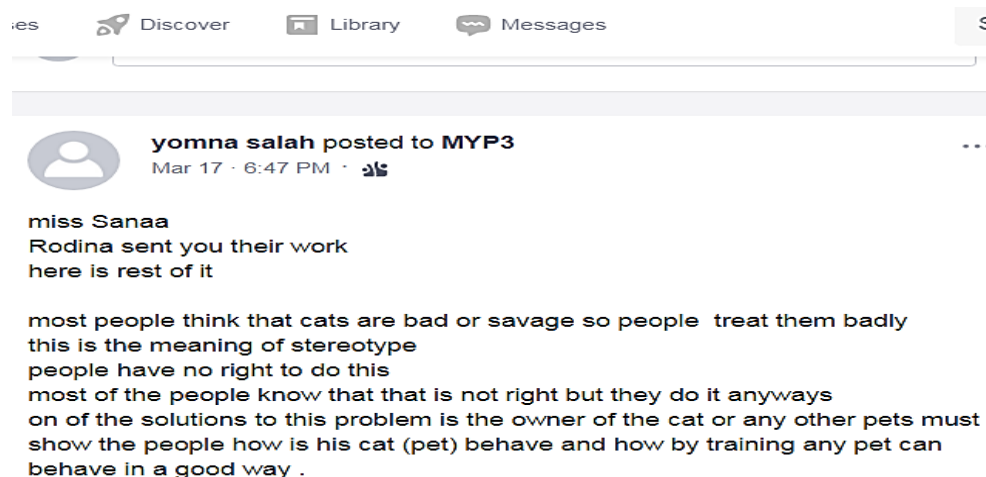 es Discover Library Messages S
yomna salah posted to MYP3
Mar 17 · 6:47 PM ·
miss Sanaa
Rodina sent you their work
here is rest of it
most people think that cats are bad or savage so people  treat them badly
this is the meaning of stereotype
people have no right to do this
most of the people know that that is not right but they do it anyways
on of the solutions to this problem is the owner of the cat or any other pets must
show the people how is his cat (pet) behave and how by training any pet can
behave in a good way .